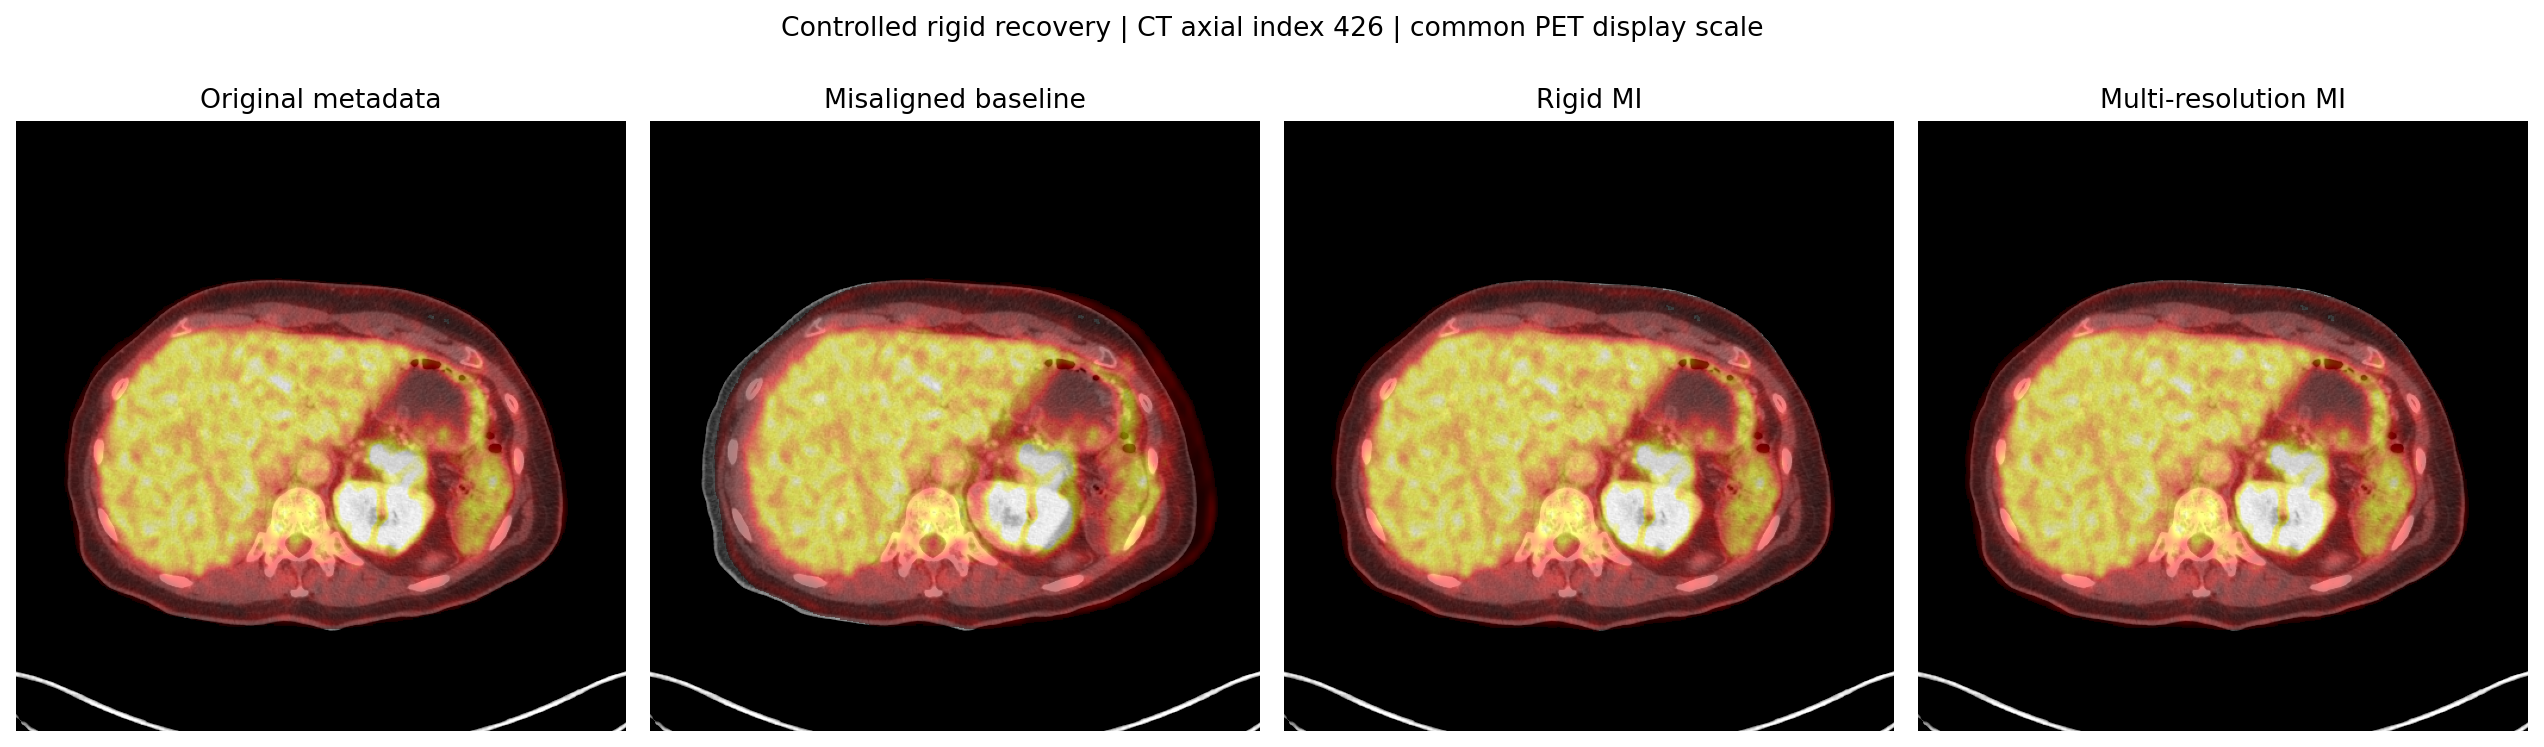 Controlled rigid recovery | CT axial index 426 | common PET display scale
Original metadata
Misaligned baseline
Rigid MI
Multi-resolution MI